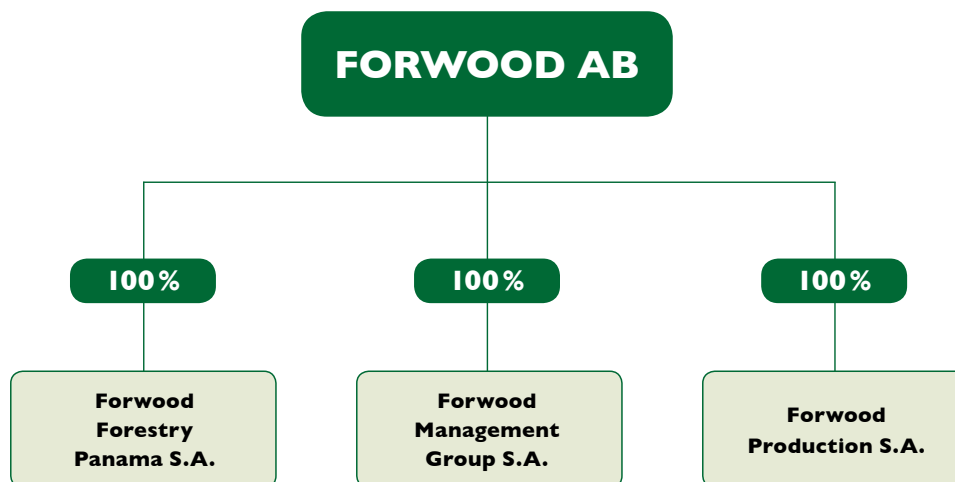 FORWOOD AB
100%
100%
100%
Forwood
Forestry
Panama S.A.
Forwood
Management
Group S.A.
Forwood
Production S.A.